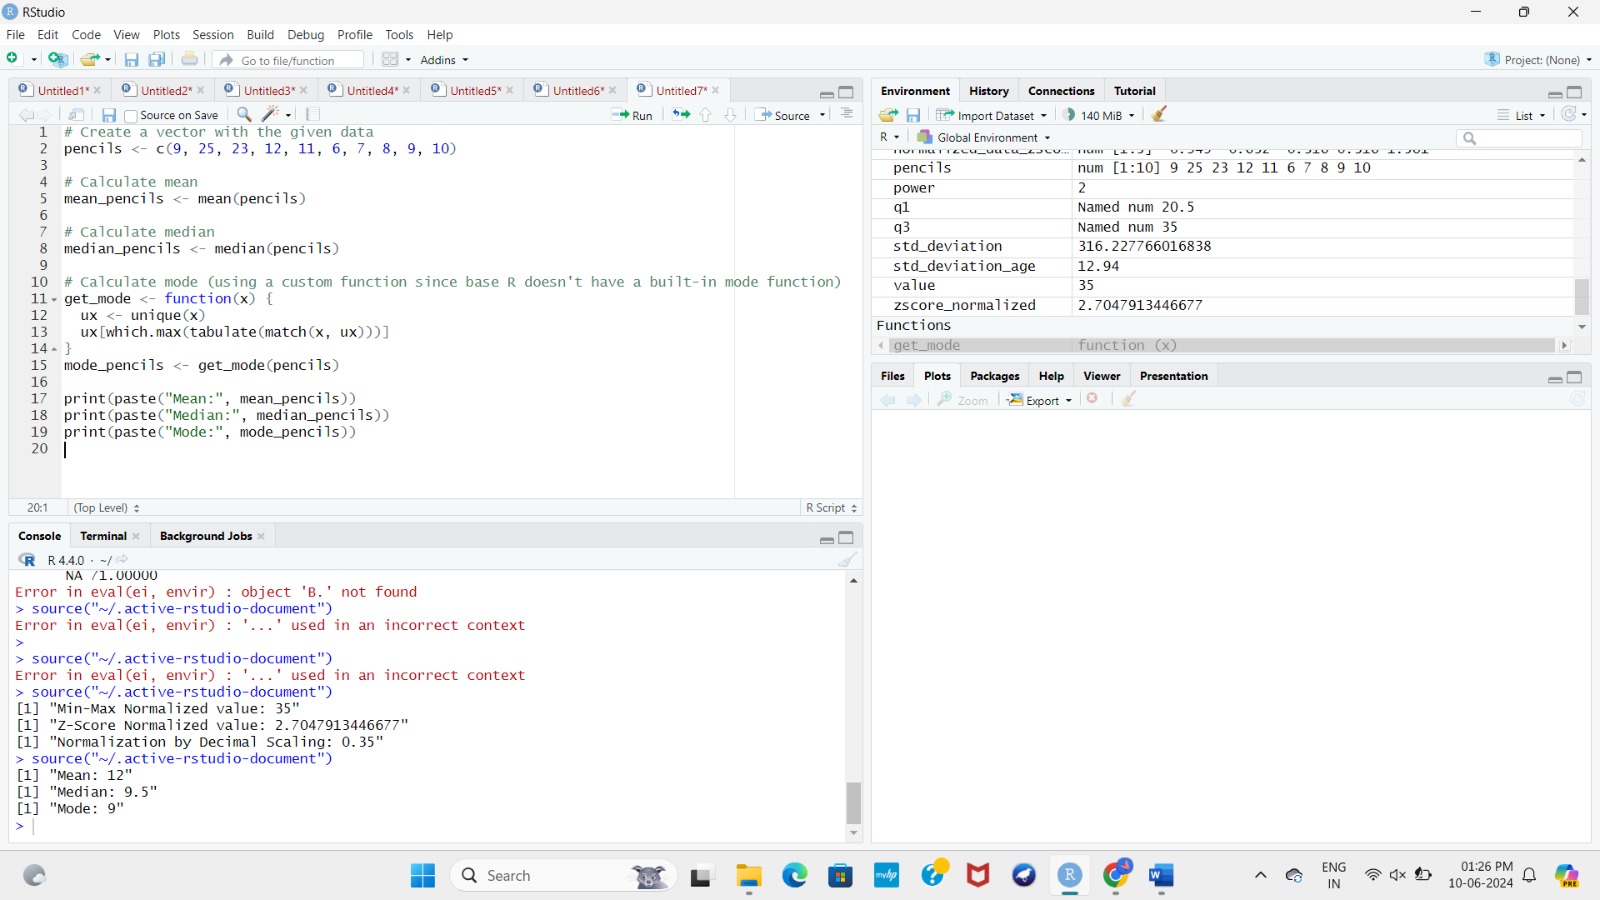 RStudio
File Edit Code View Plots Session Build Debug Profile Tools Help
Go to file/function Addins Project: (None)
Untitled1* Untitled2* Untitled3* Untitled4* Untitled5* Untitled6* Untitled7*
Source on Save Run Source
1 # Create a vector with the given data
2 pencils <- c(9, 25, 23, 12, 11, 6, 7, 8, 9, 10)
3
4 # Calculate mean
5 mean_pencils <- mean(pencils)
6
7 # Calculate median
8 median_pencils <- median(pencils)
9
10 # Calculate mode (using a custom function since base R doesn't have a built-in mode function)
11 get_mode <- function(x) {
12 ux <- unique(x)
13 ux[which.max(tabulate(match(x, ux)))]
14 }
15 mode_pencils <- get_mode(pencils)
16
17 print(paste("Mean:", mean_pencils))
18 print(paste("Median:", median_pencils))
19 print(paste("Mode:", mode_pencils))
20
20:1 (Top Level) R Script
Console Terminal Background Jobs
R 4.4.0 · ~/
NA 71.00000
Error in eval(ei, envir) : object 'B.' not found
> source("~/.active-rstudio-document")
Error in eval(ei, envir) : '...' used in an incorrect context
>
> source("~/.active-rstudio-document")
Error in eval(ei, envir) : '...' used in an incorrect context
> source("~/.active-rstudio-document")
[1] "Min-Max Normalized value: 35"
[1] "Z-Score Normalized value: 2.7047913446677"
[1] "Normalization by Decimal Scaling: 0.35"
> source("~/.active-rstudio-document")
[1] "Mean: 12"
[1] "Median: 9.5"
[1] "Mode: 9"
>
Environment History Connections Tutorial
Import Dataset 140 MiB List
R Global Environment
pencils num [1:10] 9 25 23 12 11 6 7 8 9 10
power 2
q1 Named num 20.5
q3 Named num 35
std_deviation 316.227766016838
std_deviation_age 12.94
value 35
zscore_normalized 2.7047913446677
Functions
get_mode function (x)
Files Plots Packages Help Viewer Presentation
Zoom Export
Search
myhp
ENG
IN
01:26 PM
10-06-2024
PRE